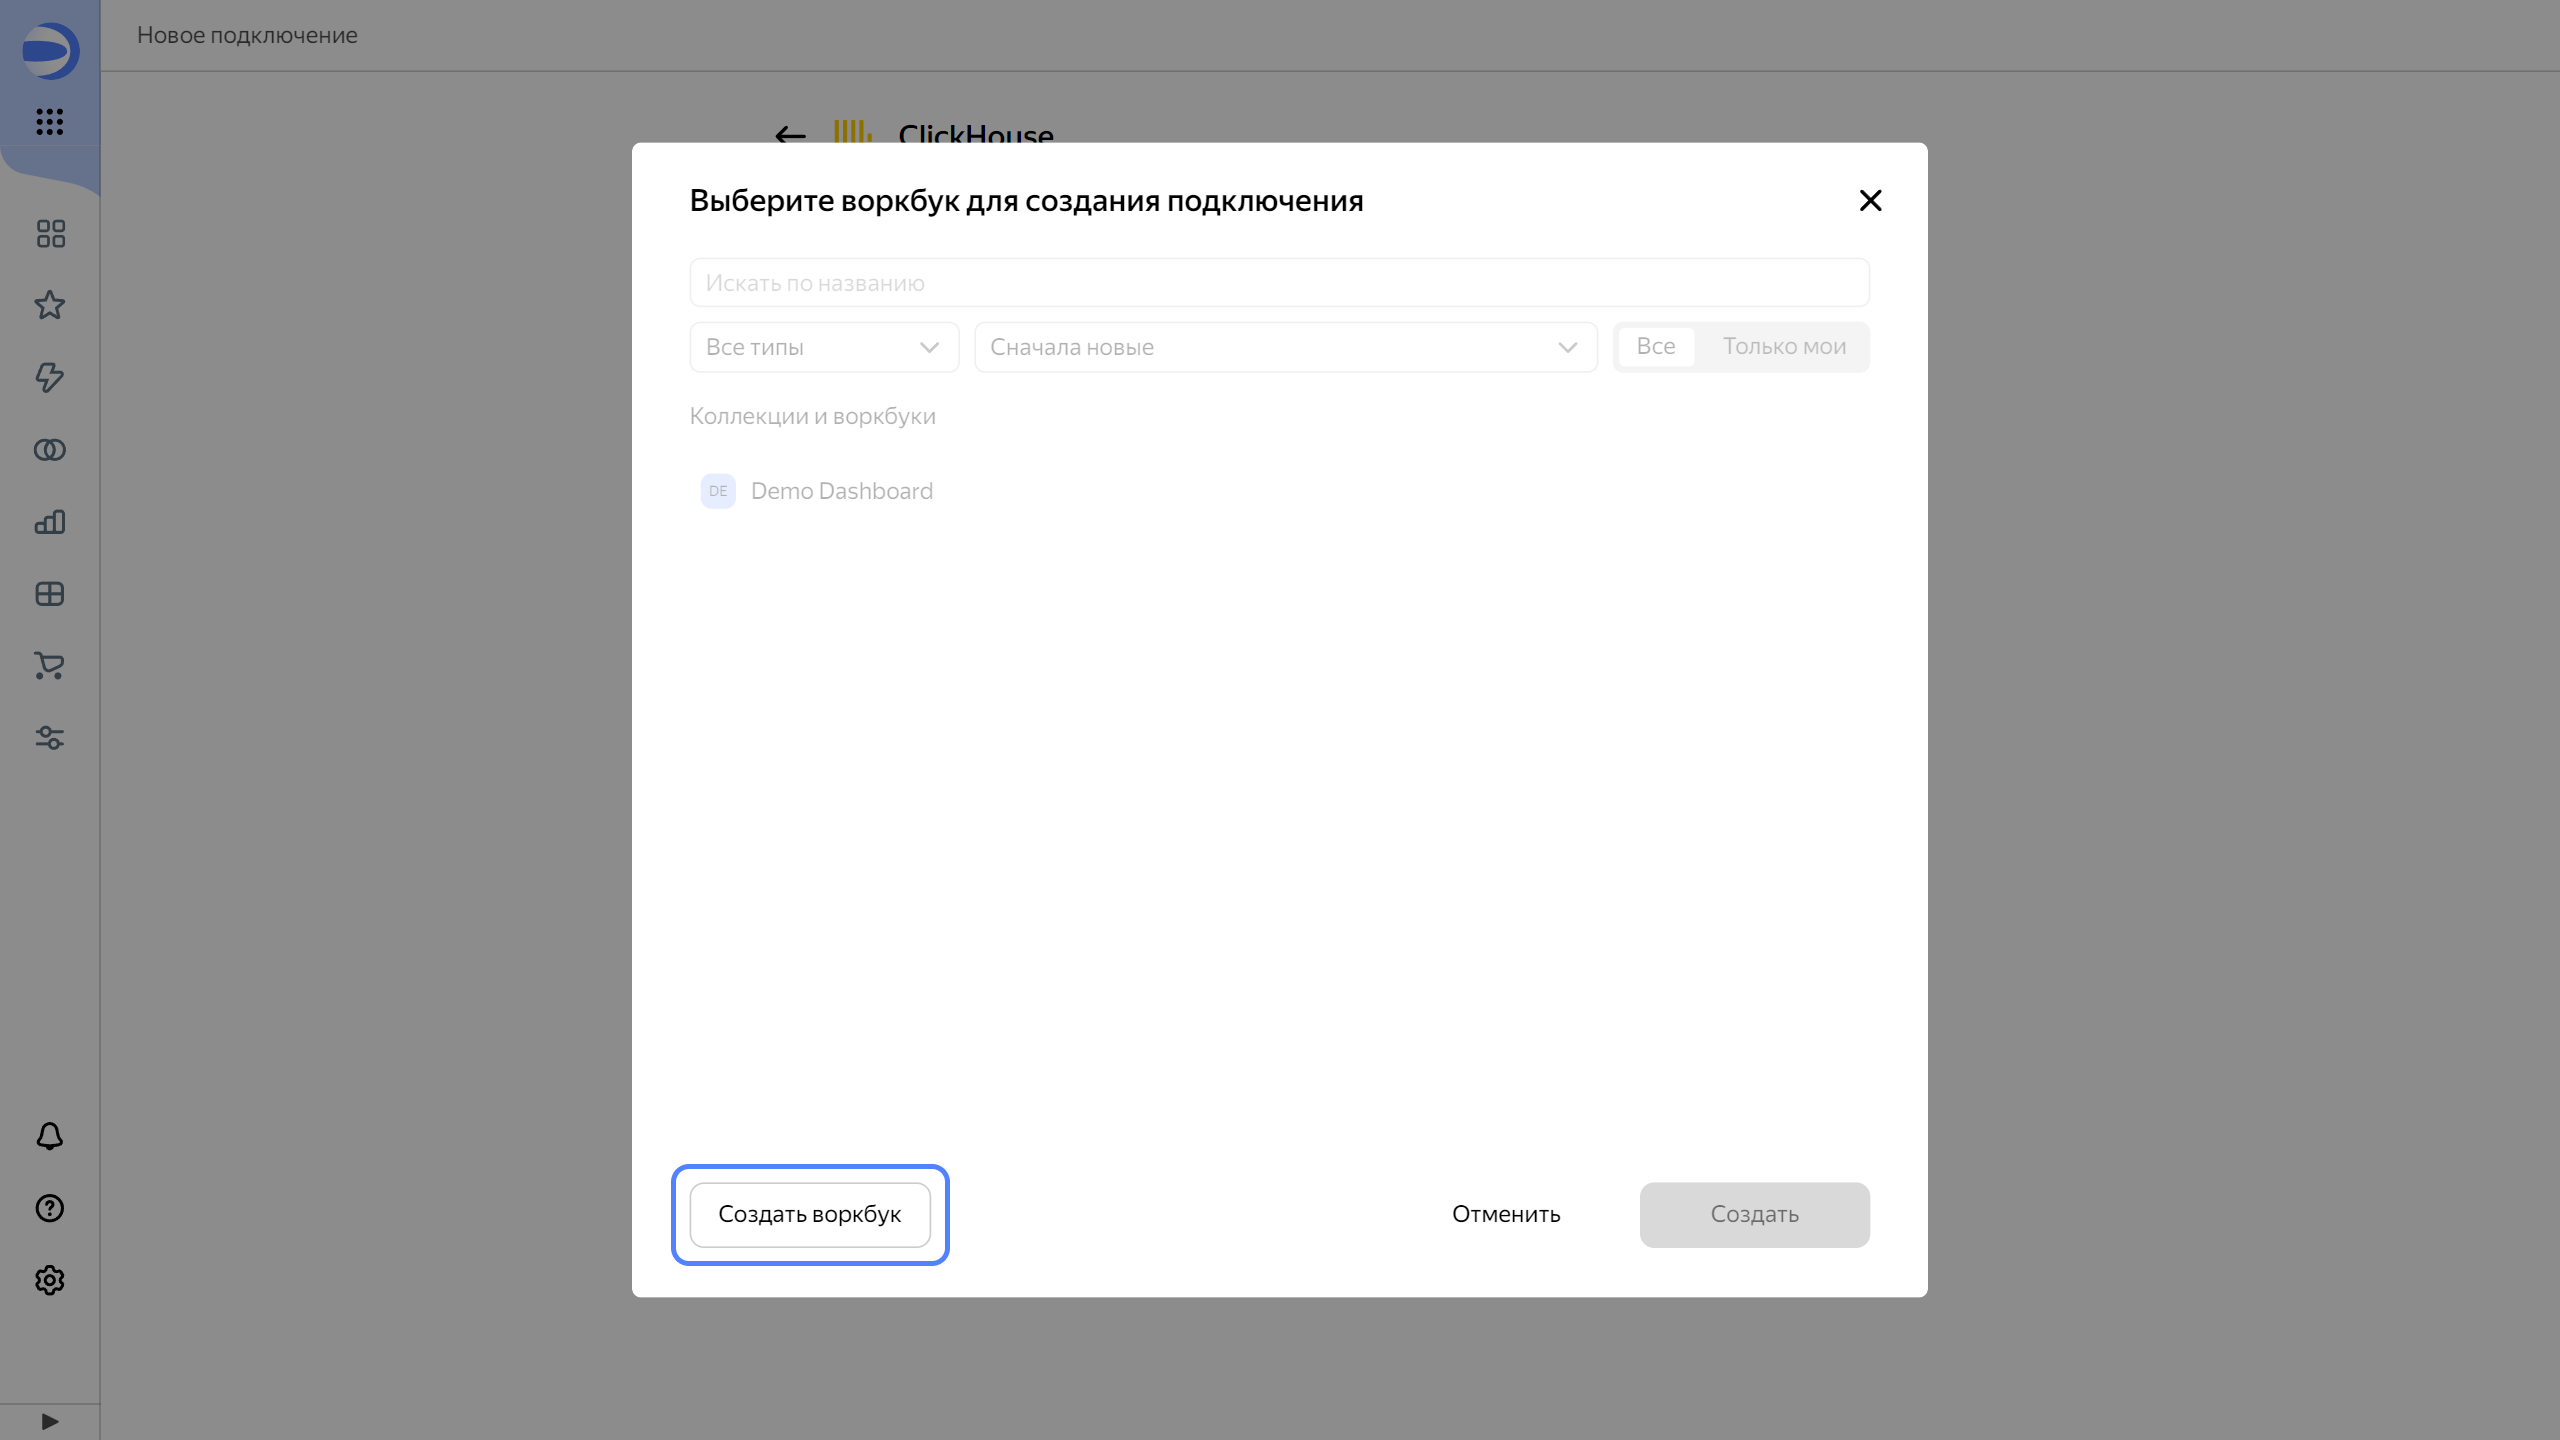 Новое подключение
ClickHouse
Выберите воркбук для создания подключения
Искать по названию
Все типы
Сначала новые
Все
Только мои
Коллекции и воркбуки
DE
Demo Dashboard
Создать воркбук
Отменить
Создать